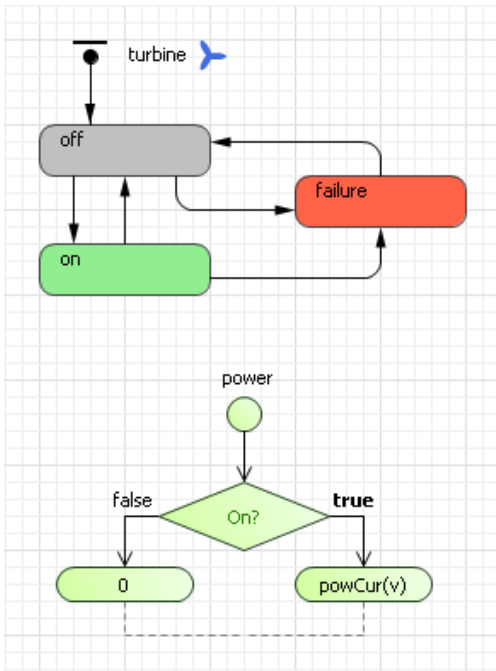 turbine
off
failure
on
power
false
true
On?
0
powCur(v)